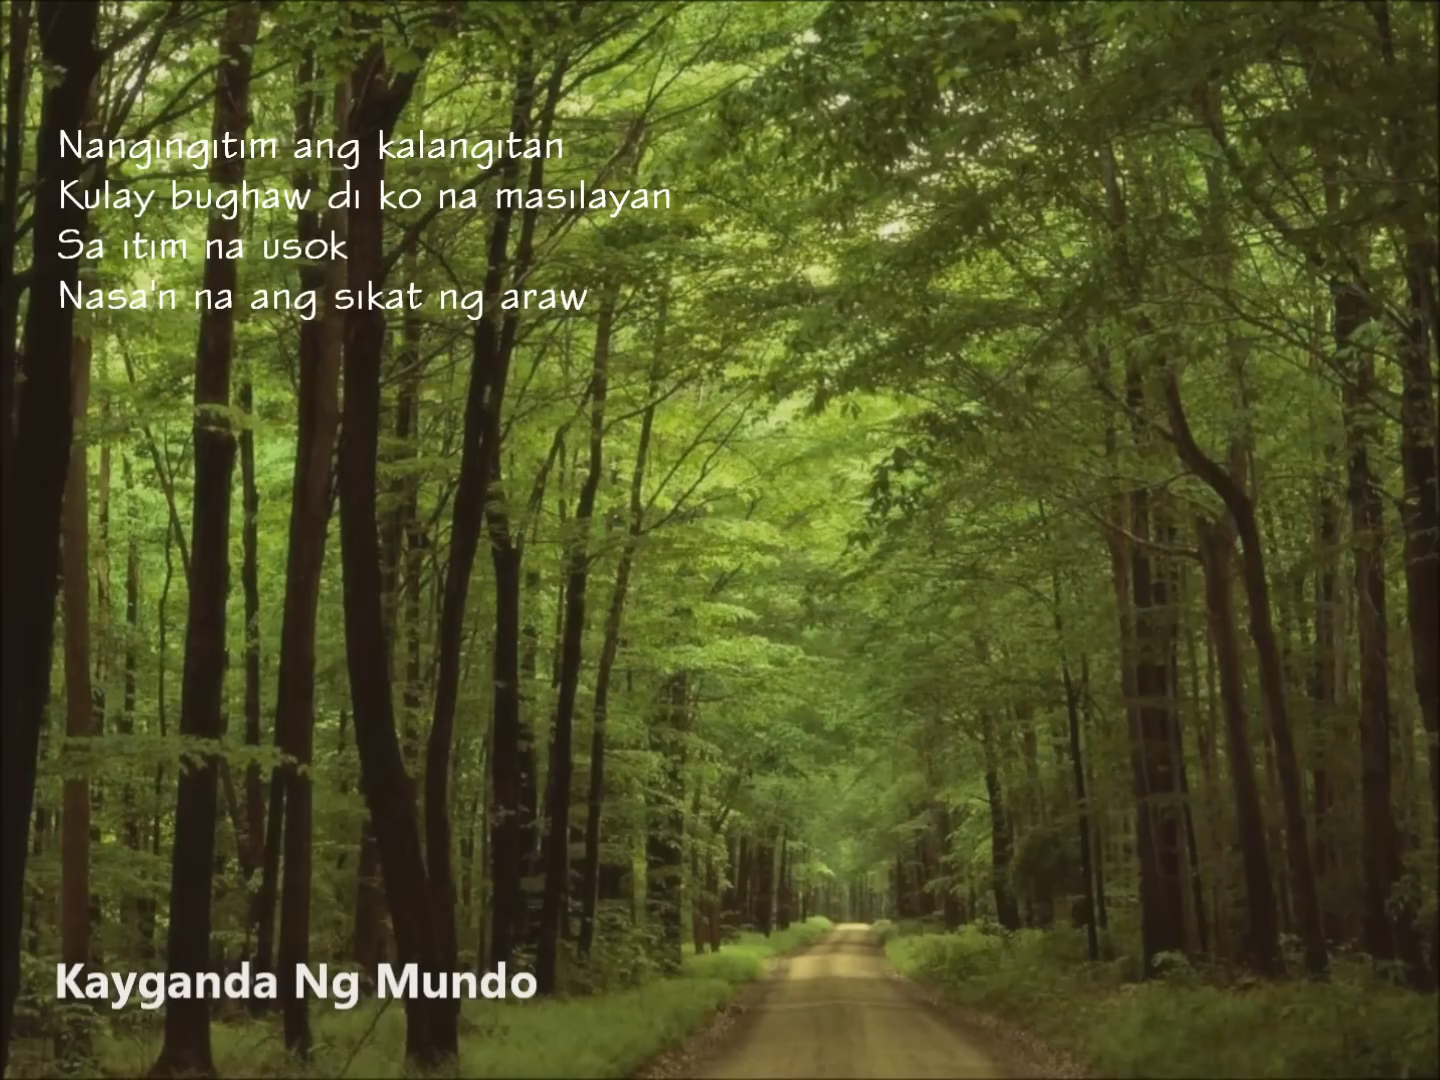 Nangingitim ang kalangitan
Kulay bughaw di ko na masilayan
Sa itim na usok
Nasa'n na ang sikat ng araw
Kayganda Ng Mundo